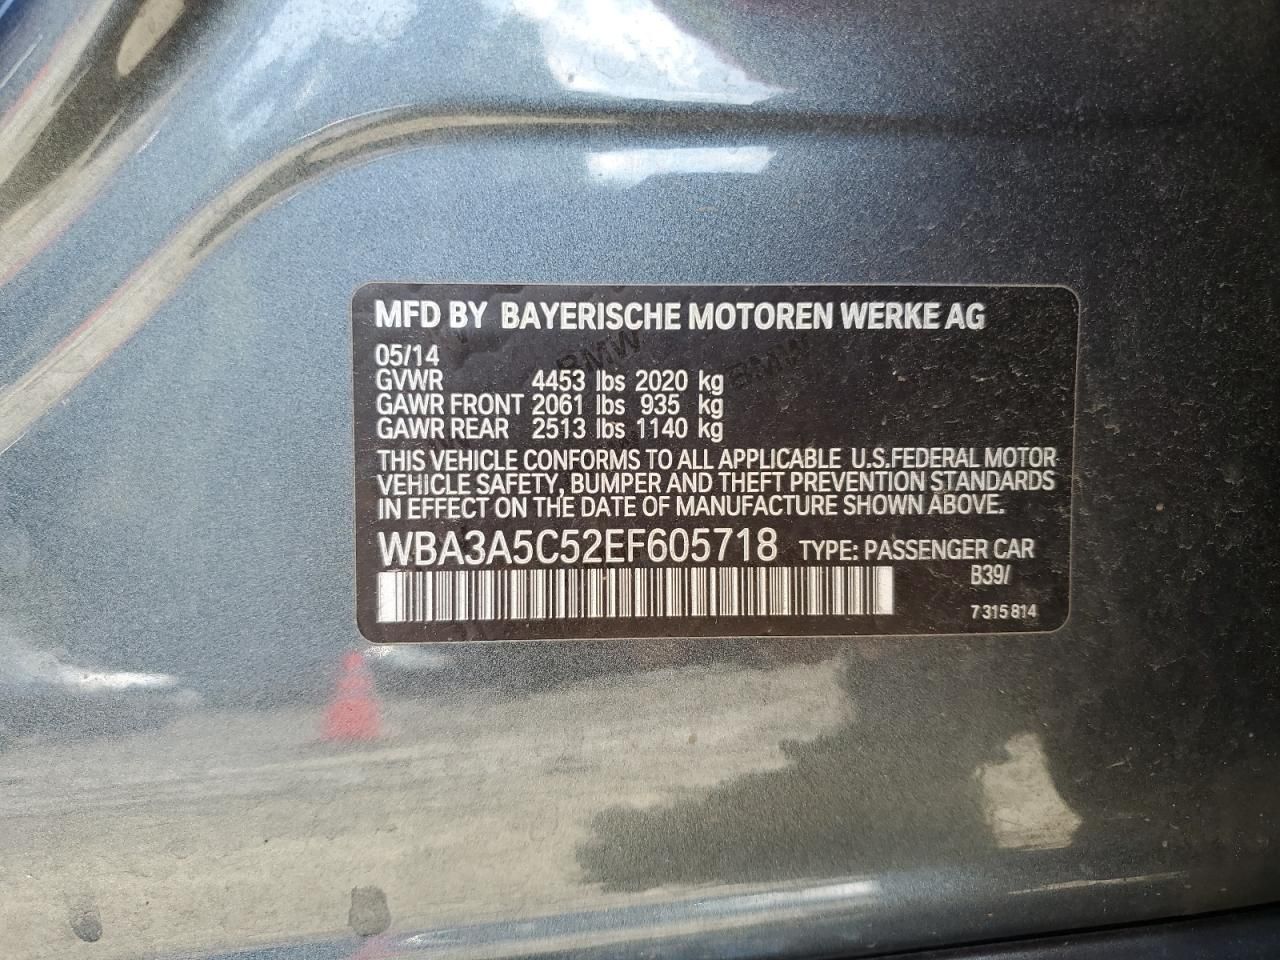 MFD BY BAYERISCHE MOTOREN WERKE AG
05/14
GVWR 4453 lbs 2020 kg
GAWR FRONT 2061 lbs 935 kg
GAWR REAR 2513 lbs 1140 kg
THIS VEHICLE CONFORMS TO ALL APPLICABLE U.S.FEDERAL MOTOR
VEHICLE SAFETY, BUMPER AND THEFT PREVENTION STANDARDS
IN EFFECT ON THE DATE OF MANUFACTURE SHOWN ABOVE.
WBA3A5C52EF605718 TYPE: PASSENGER CAR
B39/
7 315 814
BMW
BMW